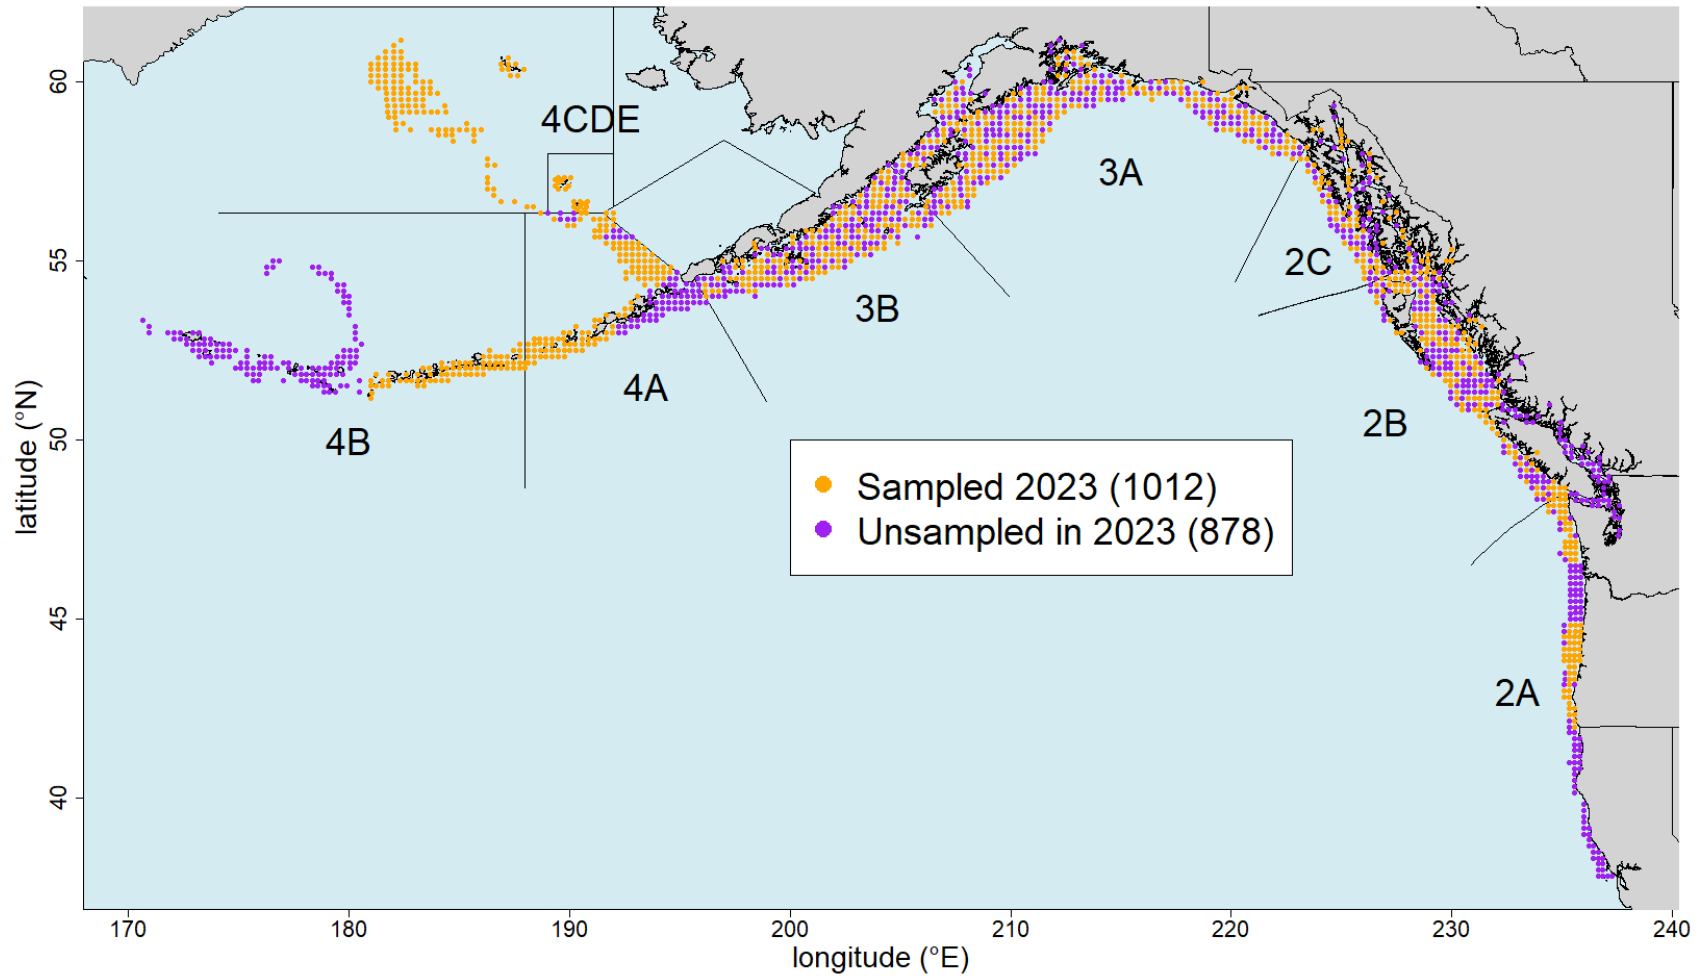 4CDE
3A
2C
3B
4A
4B
2B
2A
Sampled 2023 (1012)
Unsampled in 2023 (878)
latitude (°N)
60
55
50
45
40
170 180 190 200 210 220 230 240
longitude (°E)